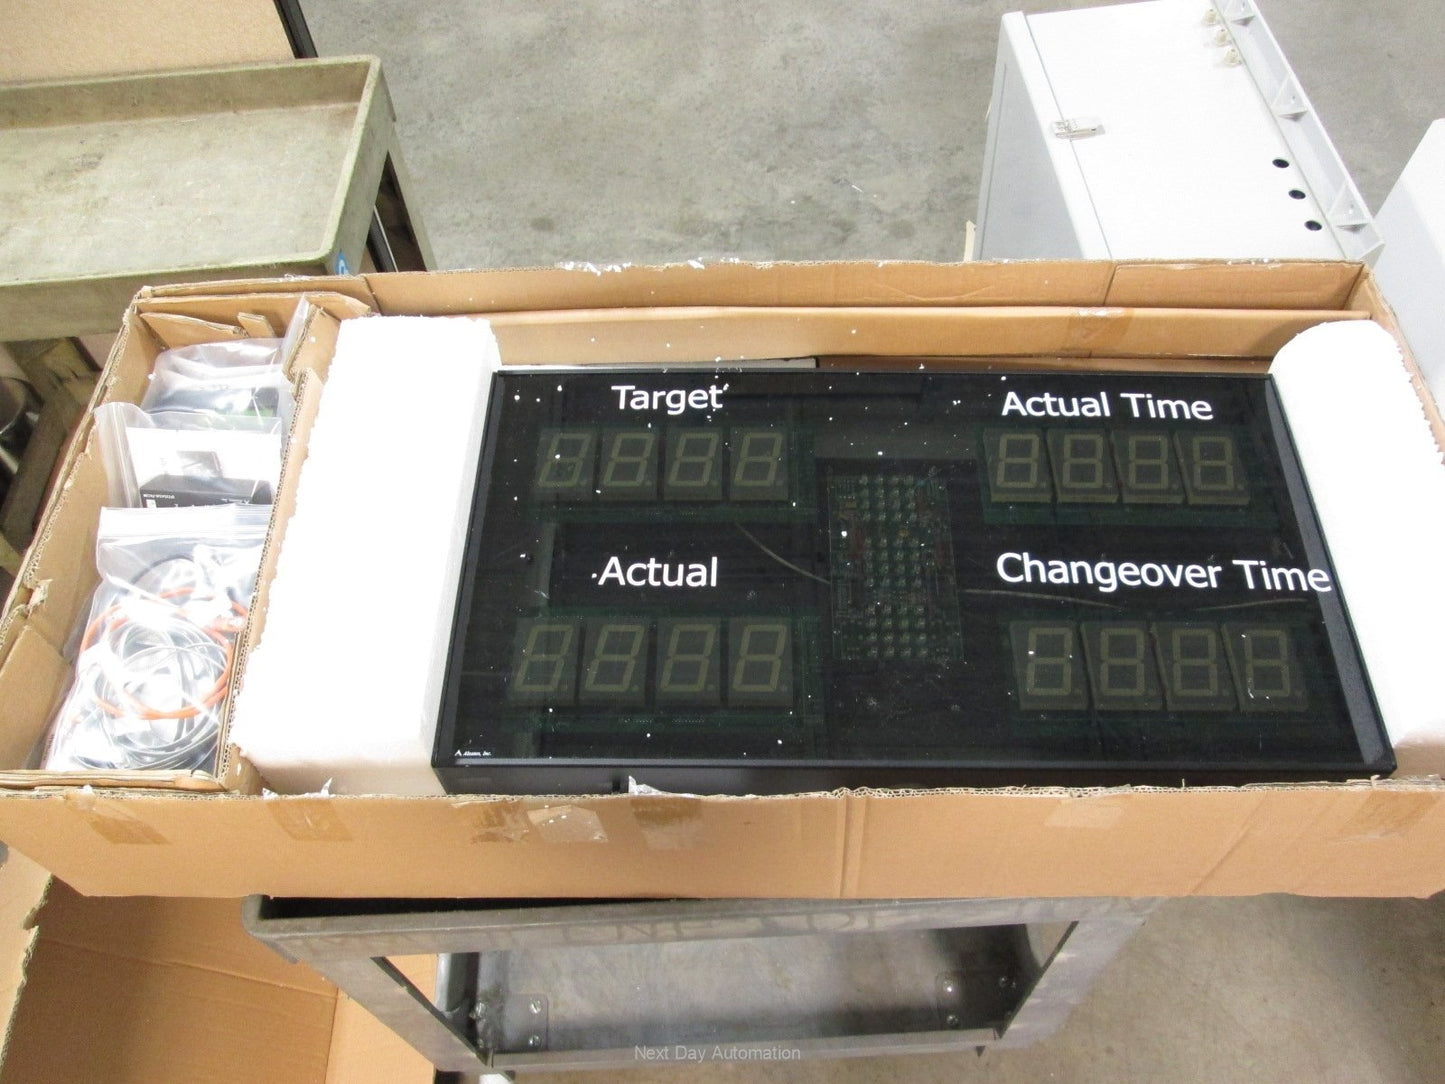 Target
Actual Time
Actual
Changeover Time
Next Day Automation